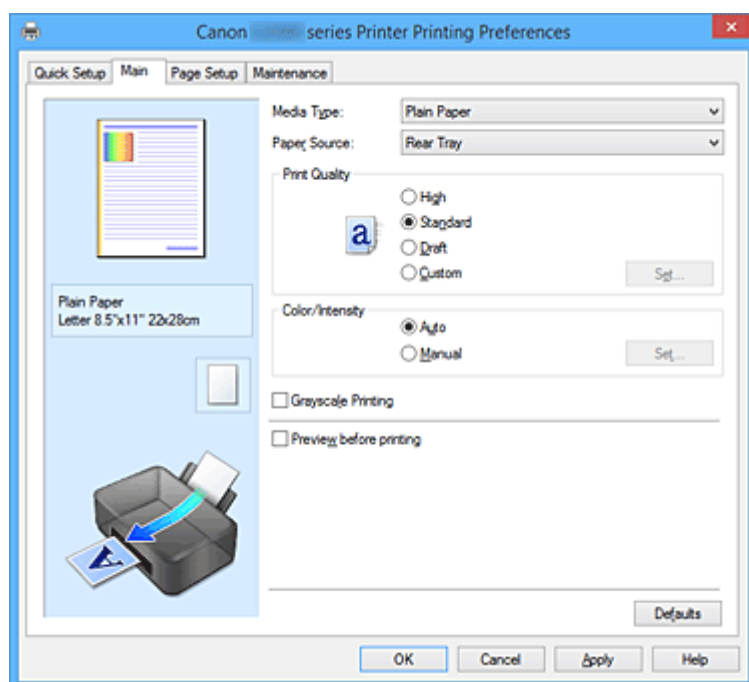 Canon series Printer Printing Preferences
Quick Setup Main Page Setup Maintenance
Media Type: Plain Paper
Paper Source: Rear Tray
Print Quality
High
a Standard
Draft
Custom Set...
Plain Paper
Letter 8.5"x11" 22x28cm
Color/Intensity
Auto
Manual Set...
Grayscale Printing
Preview before printing
A
Defaults
OK Cancel Apply Help